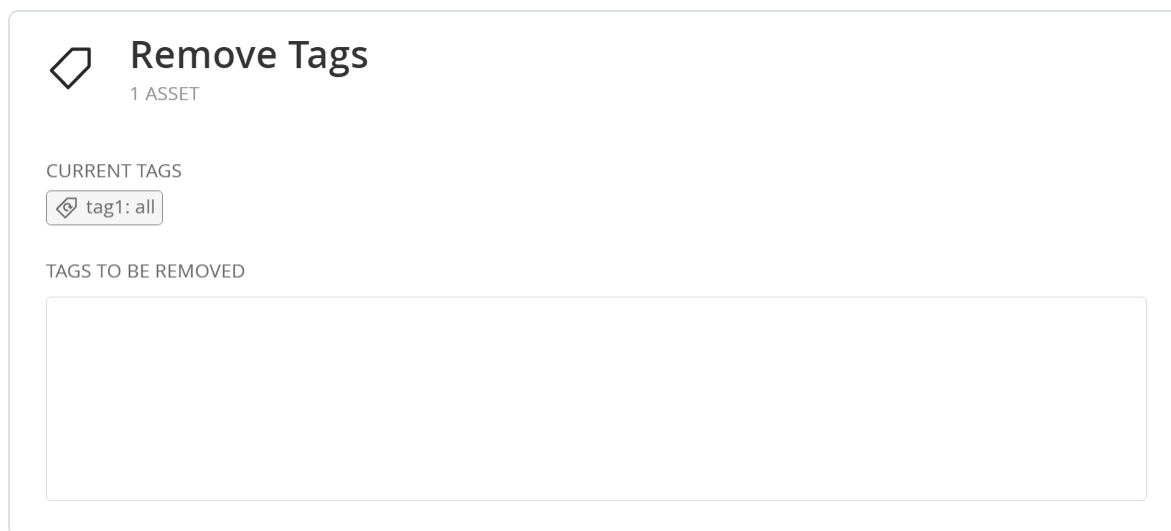 Remove Tags
1 ASSET
CURRENT TAGS
tag1: all
TAGS TO BE REMOVED